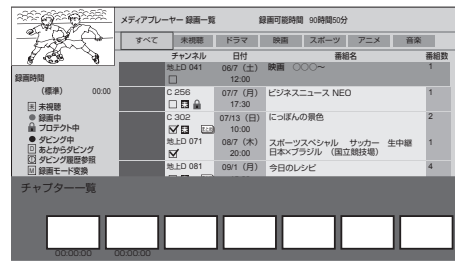 メディアプレーヤー 録画一覧 録画可能時間 90時間50分
すべて 未視聴 ドラマ 映画 スポーツ アニメ 音楽
チャンネル 日付 番組名 番組数
地上D 041 06/7 (土) 映画 ○○○〜 1
12:00
C 256 07/7 (月) ビジネスニュース NEO 1
未 17:30
C 302 07/13 (日) にっぽんの景色 2
未 10:00
地上D 071 08/7 (木) スポーツスペシャル サッカー 生中継 1
20:00 日本×ブラジル (国立競技場)
地上D 081 09/1 (月) 今日のレシピ 4
録画時間
(標準) 00:00
未 未視聴
録画中
プロテクト中
ダビング中
D あとからダビング
ダビング履歴参照
M 録画モード変換
チャプター一覧
00:00:00 00:00:00